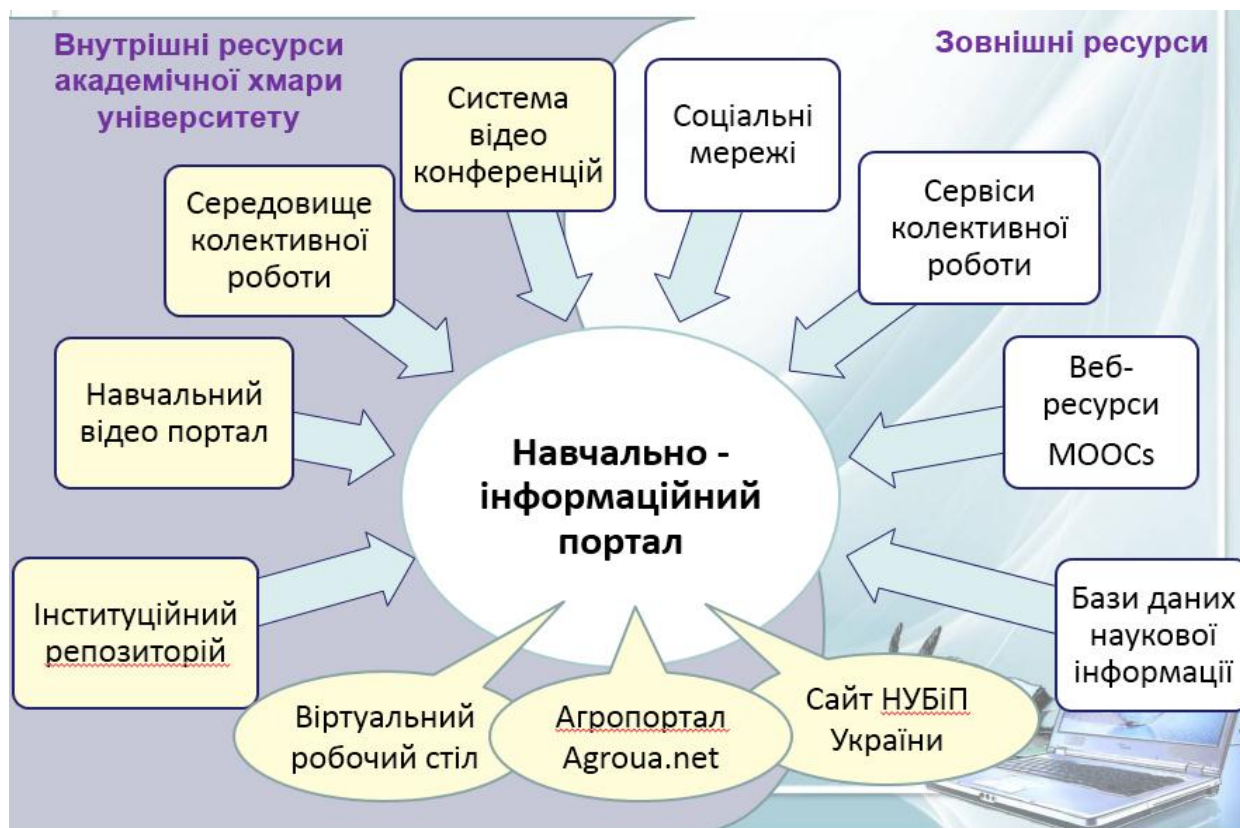 Внутрішні ресурси
академічної хмари
університету
Зовнішні ресурси
Система
відео
конференцій
Соціальні
мережі
Середовище
колективної
роботи
Сервіси
колективної
роботи
Навчальний
відео портал
Веб-
ресурси
MOOCs
Навчально -
інформаційний
портал
Інституційний
репозиторій
Бази даних
наукової
інформації
Віртуальний
робочий стіл
Агропортал
Agroua.net
Сайт НУБіП
України